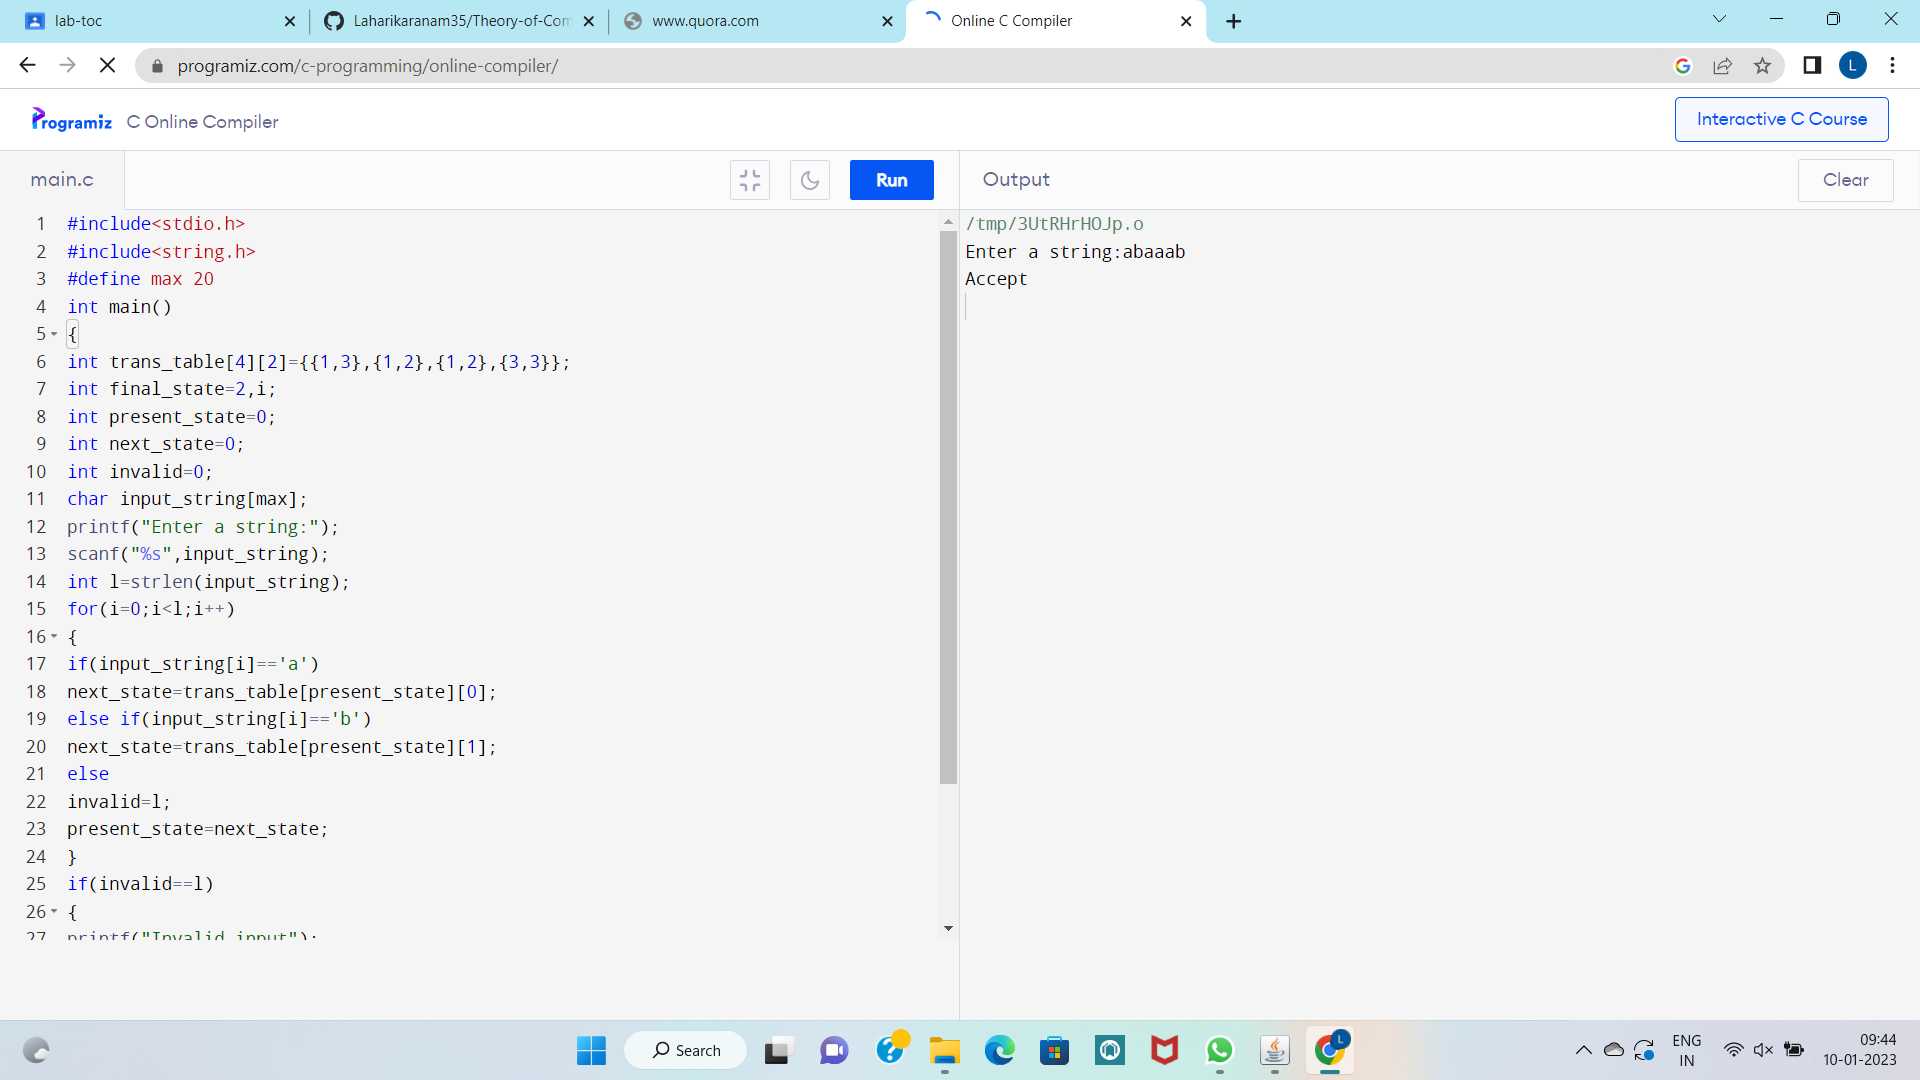 lab-toc
Laharikaranam35/Theory-of-Com
www.quora.com
Online C Compiler
programiz.com/c-programming/online-compiler/
L
Programiz
C Online Compiler
Interactive C Course
main.c
Run
Output
Clear
1 #include<stdio.h>
2 #include<string.h>
3 #define max 20
4 int main()
5 {
6 int trans_table[4][2]={{1,3},{1,2},{1,2},{3,3}};
7 int final_state=2,i;
8 int present_state=0;
9 int next_state=0;
10 int invalid=0;
11 char input_string[max];
12 printf("Enter a string:");
13 scanf("%s",input_string);
14 int l=strlen(input_string);
15 for(i=0;i<l;i++)
16 {
17 if(input_string[i]=='a')
18 next_state=trans_table[present_state][0];
19 else if(input_string[i]=='b')
20 next_state=trans_table[present_state][1];
21 else
22 invalid=l;
23 present_state=next_state;
24 }
25 if(invalid==l)
26 {
27 printf("Invalid input");
/tmp/3UtRHrHOJp.o
Enter a string:abaaab
Accept
Search
L
ENG
IN
09:44
10-01-2023